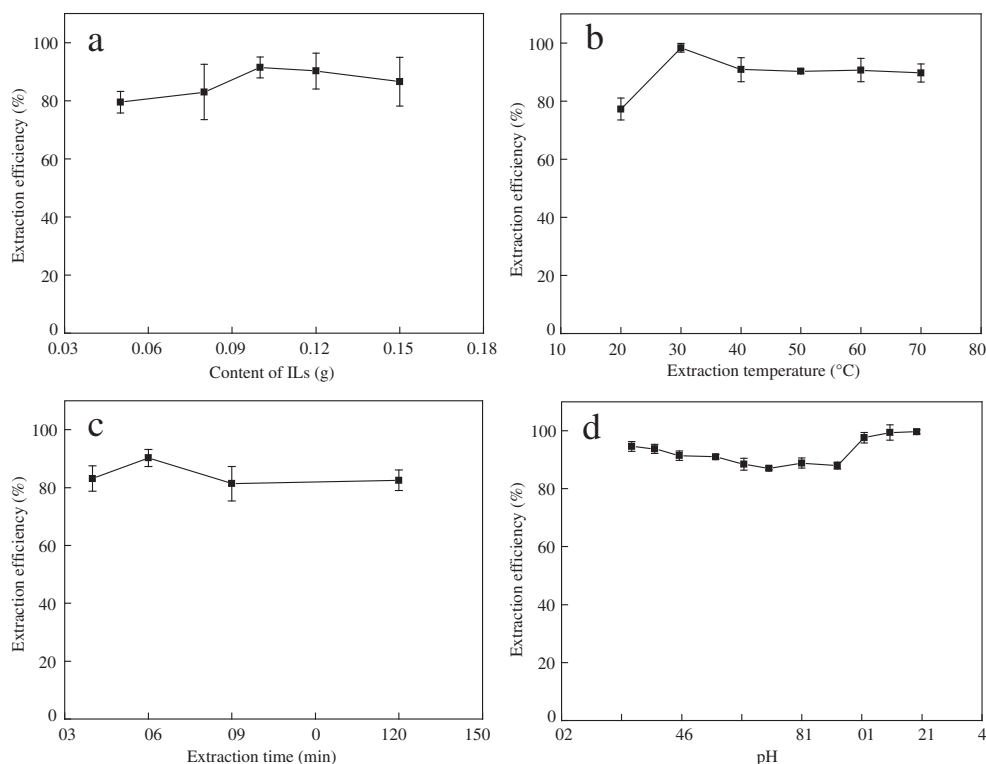 a
100
80
60
40
20
0
0.03 0.06 0.09 0.12 0.15 0.18
Content of ILs (g)
Extraction efficiency (%)
b
100
80
60
40
20
0
10 20 30 40 50 60 70 80
Extraction temperature (°C)
Extraction efficiency (%)
c
100
80
60
40
20
0
03 06 09 0 120 150
Extraction time (min)
Extraction efficiency (%)
d
100
80
60
40
20
0
02 46 81 01 21 4
pH
Extraction efficiency (%)